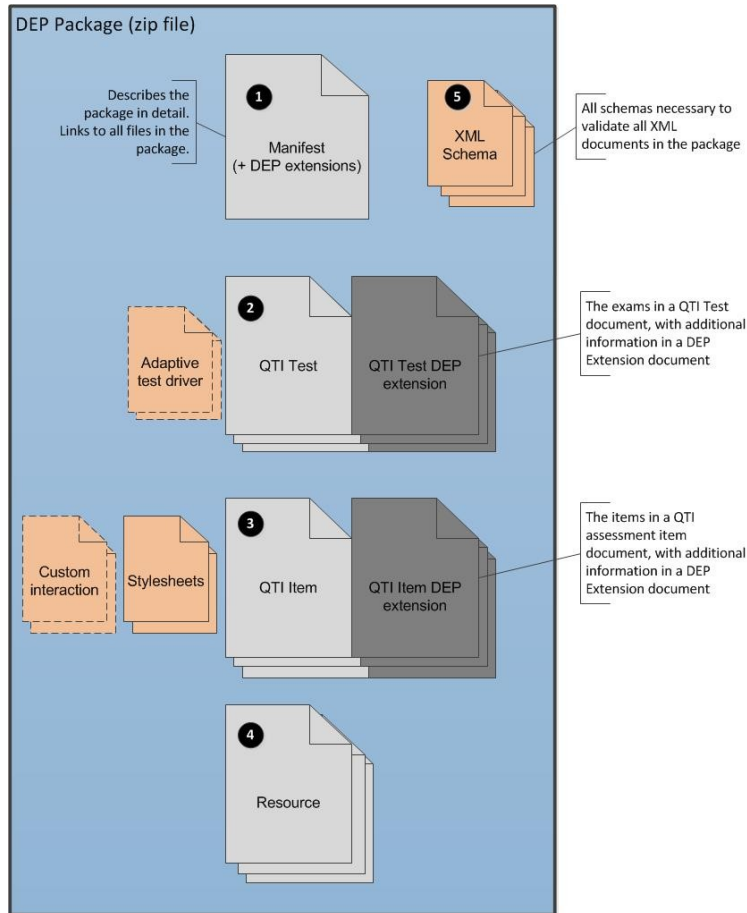 DEP Package (zip file)
Describes the
package in detail.
Links to all files in the
package.
1
Manifest
(+ DEP extensions)
5
XML
Schema
All schemas necessary to
validate all XML
documents in the package
Adaptive
test driver
2
QTI Test
QTI Test DEP
extension
The exams in a QTI Test
document, with additional
information in a DEP
Extension document
Custom
interaction
Stylesheets
3
QTI Item
QTI Item DEP
extension
The items in a QTI
assessment item
document, with additional
information in a DEP
Extension document
4
Resource